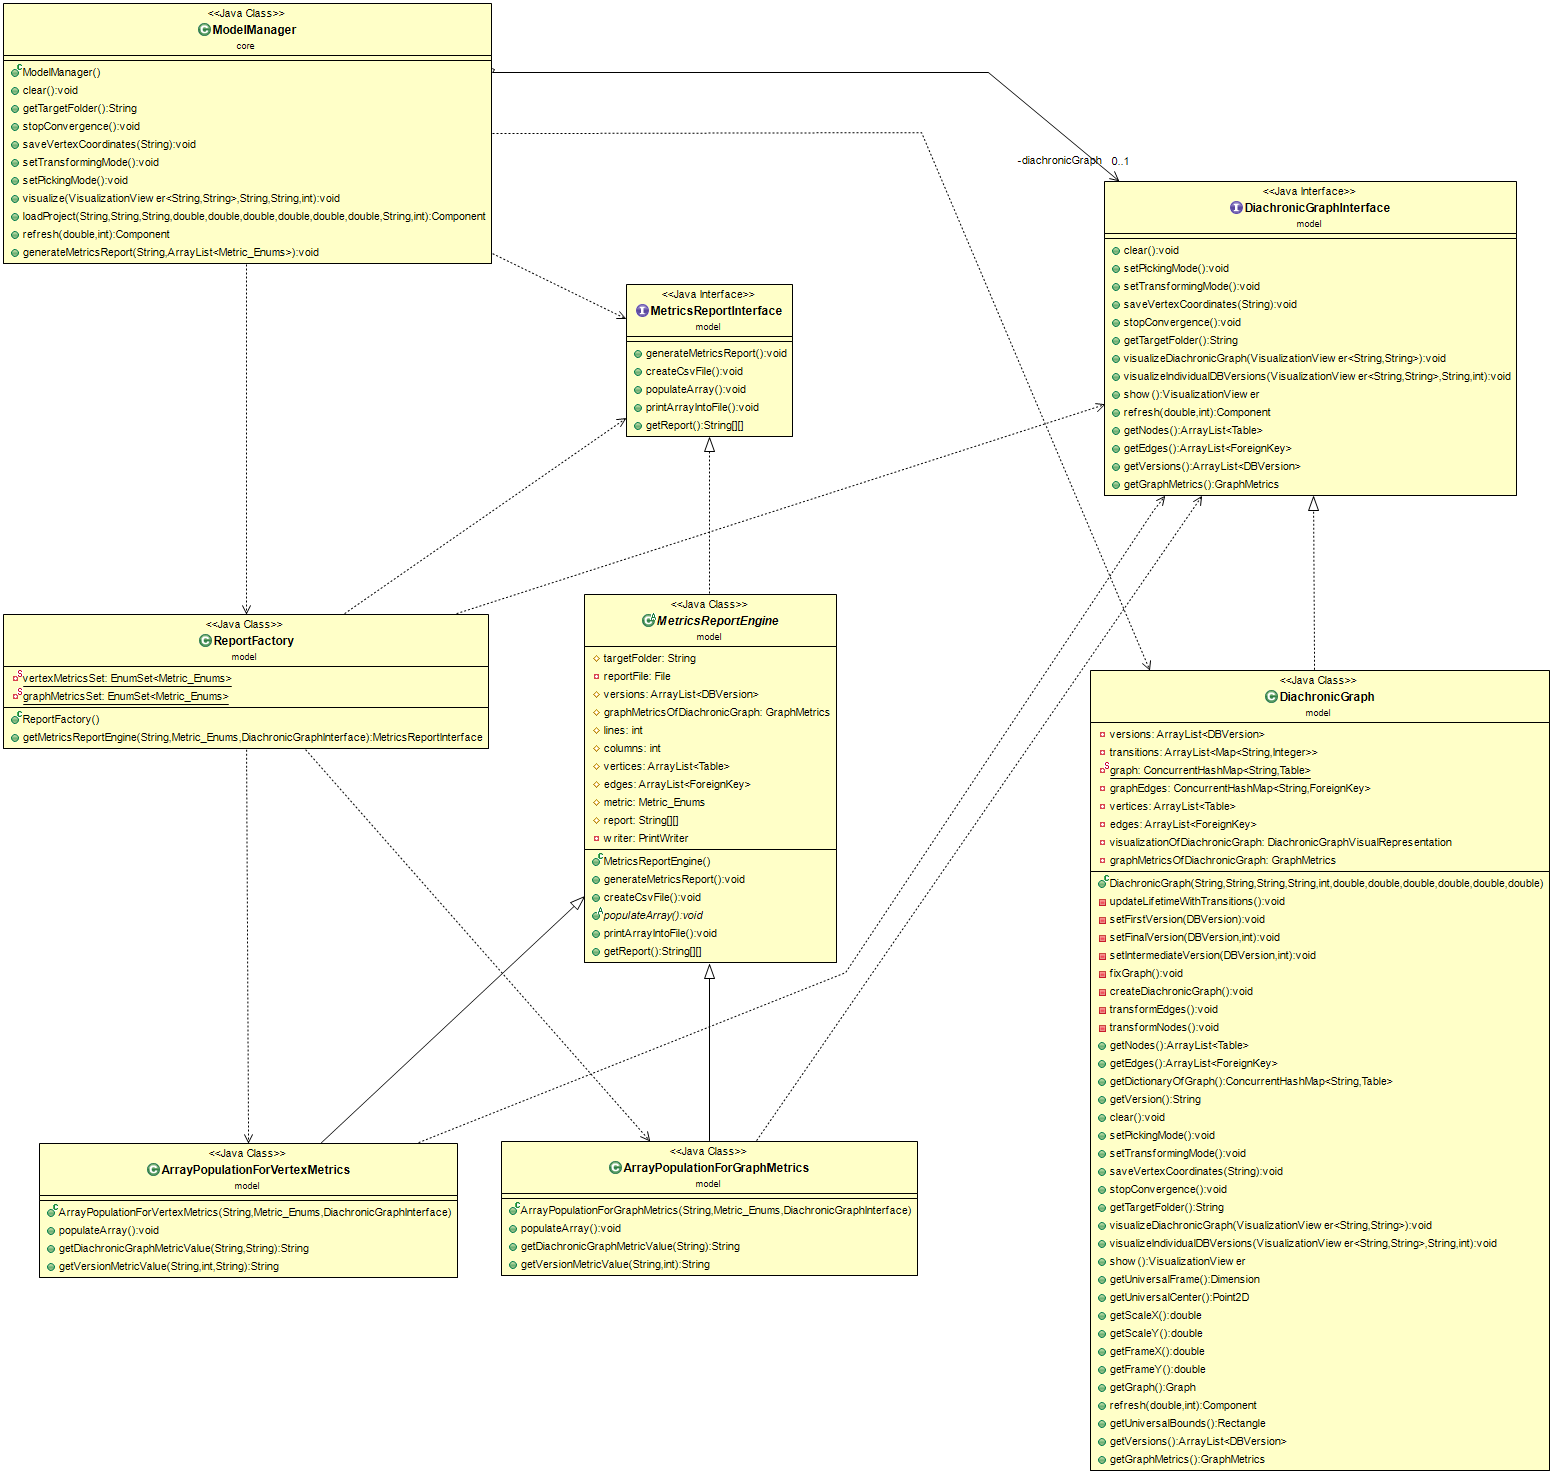 <<Java Class>>
ModelManager
core
ModelManager()
clear():void
getTargetFolder():String
stopConvergence():void
saveVertexCoordinates(String):void
setTransformingMode():void
setPickingMode():void
visualize(VisualizationViewer<String,String>,String,String,int):void
loadProject(String,String,String,double,double,double,double,double,double,String,int):Component
refresh(double,int):Component
generateMetricsReport(String,ArrayList<Metric_Enums>):void
-diachronicGraph 0..1
<<Java Interface>>
DiachronicGraphInterface
model
clear():void
setPickingMode():void
setTransformingMode():void
saveVertexCoordinates(String):void
stopConvergence():void
getTargetFolder():String
visualizeDiachronicGraph(VisualizationViewer<String,String>):void
visualizeIndividualDBVersions(VisualizationViewer<String,String>,String,int):void
show():VisualizationViewer
refresh(double,int):Component
getNodes():ArrayList<Table>
getEdges():ArrayList<ForeignKey>
getVersions():ArrayList<DBVersion>
getGraphMetrics():GraphMetrics
<<Java Interface>>
MetricsReportInterface
model
generateMetricsReport():void
createCsvFile():void
populateArray():void
printArrayIntoFile():void
getReport():String[][]
<<Java Class>>
ReportFactory
model
vertexMetricsSet: EnumSet<Metric_Enums>
graphMetricsSet: EnumSet<Metric_Enums>
ReportFactory()
getMetricsReportEngine(String,Metric_Enums,DiachronicGraphInterface):MetricsReportInterface
<<Java Class>>
MetricsReportEngine
model
targetFolder: String
reportFile: File
versions: ArrayList<DBVersion>
graphMetricsOfDiachronicGraph: GraphMetrics
lines: int
columns: int
vertices: ArrayList<Table>
edges: ArrayList<ForeignKey>
metric: Metric_Enums
report: String[][]
writer: PrintWriter
MetricsReportEngine()
generateMetricsReport():void
createCsvFile():void
populateArray():void
printArrayIntoFile():void
getReport():String[][]
<<Java Class>>
DiachronicGraph
model
versions: ArrayList<DBVersion>
transitions: ArrayList<Map<String,Integer>>
graph: ConcurrentHashMap<String,Table>
graphEdges: ConcurrentHashMap<String,ForeignKey>
vertices: ArrayList<Table>
edges: ArrayList<ForeignKey>
visualizationOfDiachronicGraph: DiachronicGraphVisualRepresentation
graphMetricsOfDiachronicGraph: GraphMetrics
DiachronicGraph(String,String,String,String,int,double,double,double,double,double,double)
updateLifetimeWithTransitions():void
setFirstVersion(DBVersion):void
setFinalVersion(DBVersion,int):void
setIntermediateVersion(DBVersion,int):void
fixGraph():void
createDiachronicGraph():void
transformEdges():void
transformNodes():void
getNodes():ArrayList<Table>
getEdges():ArrayList<ForeignKey>
getDictionaryOfGraph():ConcurrentHashMap<String,Table>
getVersion():String
clear():void
setPickingMode():void
setTransformingMode():void
saveVertexCoordinates(String):void
stopConvergence():void
getTargetFolder():String
visualizeDiachronicGraph(VisualizationViewer<String,String>):void
visualizeIndividualDBVersions(VisualizationViewer<String,String>,String,int):void
show():VisualizationViewer
getUniversalFrame():Dimension
getUniversalCenter():Point2D
getScaleX():double
getScaleY():double
getFrameX():double
getFrameY():double
getGraph():Graph
refresh(double,int):Component
getUniversalBounds():Rectangle
getVersions():ArrayList<DBVersion>
getGraphMetrics():GraphMetrics
<<Java Class>>
ArrayPopulationForVertexMetrics
model
ArrayPopulationForVertexMetrics(String,Metric_Enums,DiachronicGraphInterface)
populateArray():void
getDiachronicGraphMetricValue(String,String):String
getVersionMetricValue(String,int,String):String
<<Java Class>>
ArrayPopulationForGraphMetrics
model
ArrayPopulationForGraphMetrics(String,Metric_Enums,DiachronicGraphInterface)
populateArray():void
getDiachronicGraphMetricValue(String):String
getVersionMetricValue(String,int):String